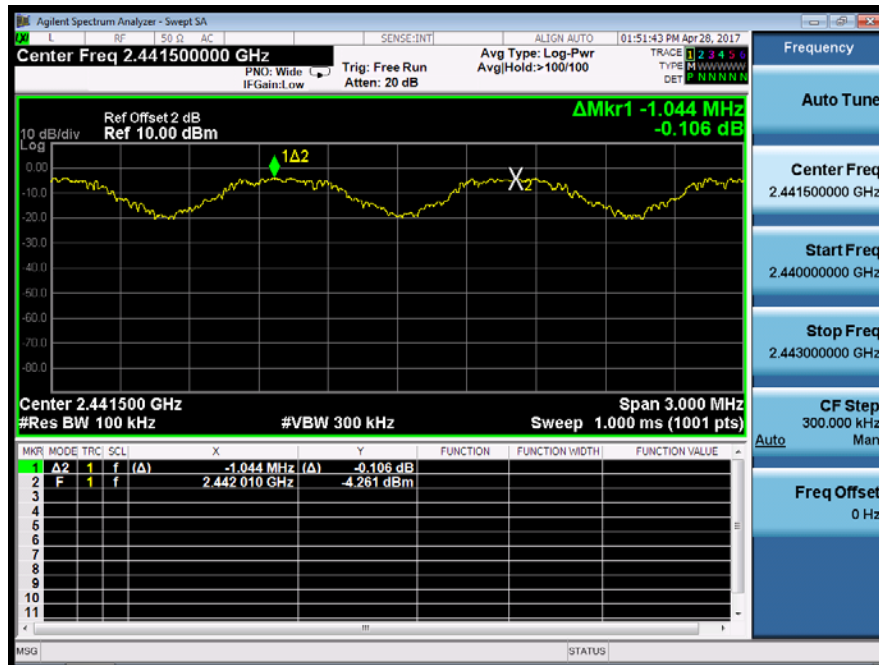 Agilent Spectrum Analyzer - Swept SA
L RF 50 Ω AC SENSE:INT ALIGN AUTO 01:51:43 PM Apr 28, 2017
Center Freq 2.441500000 GHz
PNO: Wide
IFGain:Low
Trig: Free Run
Atten: 20 dB
Avg Type: Log-Pwr
Avg|Hold:>100/100
TRACE 1 2 3 4 5 6
TYPE M WWWWW
DET P N N N N N
ΔMkr1 -1.044 MHz
-0.106 dB
Ref Offset 2 dB
10 dB/div Ref 10.00 dBm
Log
1Δ2
0.00
-10.0
X2
-20.0
-30.0
-40.0
-50.0
-60.0
-70.0
-80.0
Center 2.441500 GHz Span 3.000 MHz
#Res BW 100 kHz #VBW 300 kHz Sweep 1.000 ms (1001 pts)
MKR MODE TRC SCL X Y FUNCTION FUNCTION WIDTH FUNCTION VALUE
1 Δ2 1 f (Δ) -1.044 MHz (Δ) -0.106 dB
2 F 1 f 2.442 010 GHz -4.261 dBm
3
4
5
6
7
8
9
10
11
MSG STATUS
Frequency
Auto Tune
Center Freq
2.441500000 GHz
Start Freq
2.440000000 GHz
Stop Freq
2.443000000 GHz
CF Step
300.000 kHz
Auto Man
Freq Offset
0 Hz